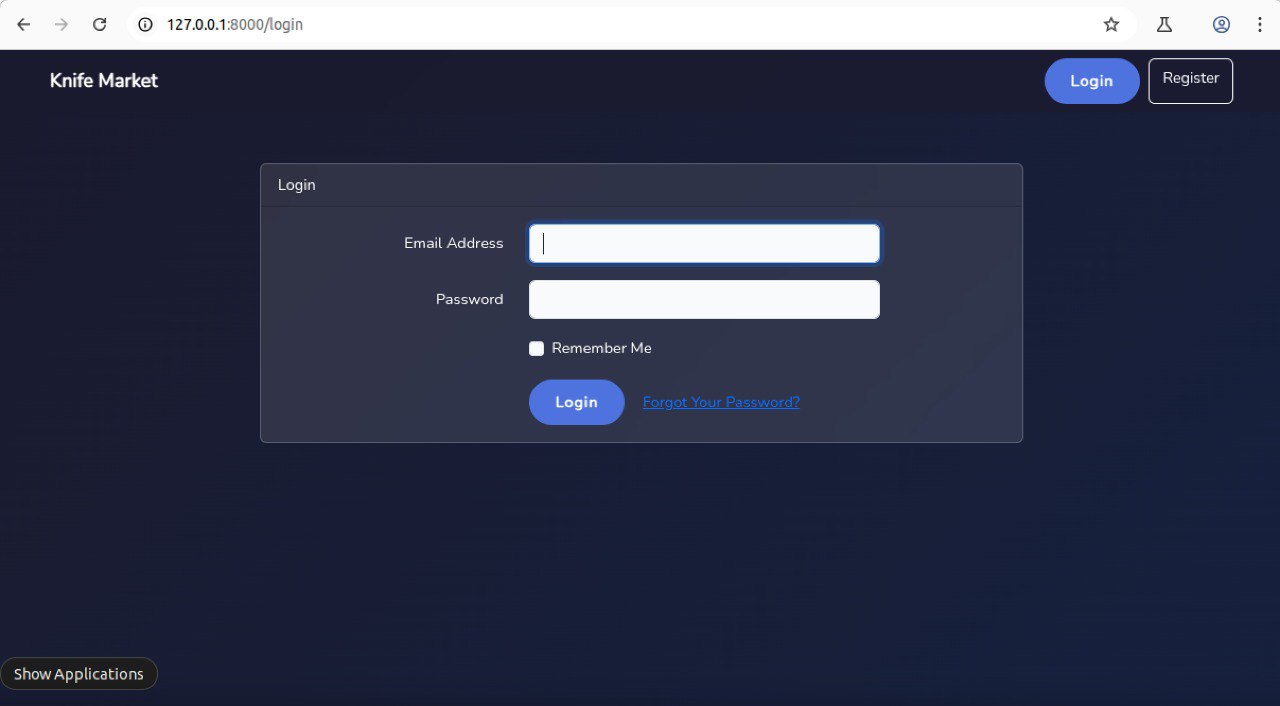 127.0.0.1:8000/login
Knife Market
Login
Register
Login
Email Address
Password
Remember Me
Login
Forgot Your Password?
Show Applications